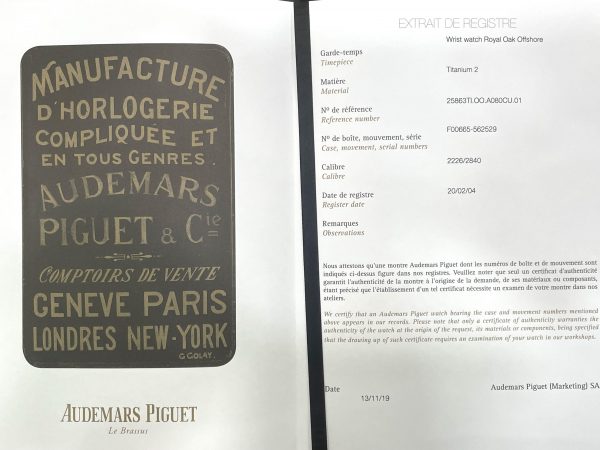 MANUFACTURE
D'HORLOGERIE
COMPLIQUÉE ET
EN TOUS GENRES.
AUDEMARS
PIGUET & Cie
COMPTOIRS DE VENTE
GENEVE PARIS
LONDRES NEW-YORK
G.GOLAY.
AUDEMARS PIGUET
Le Brassus
EXTRAIT DE REGISTRE
Wrist watch Royal Oak Offshore
Garde-temps
Timepiece
Titanium 2
Matière
Material
25863TI.OO.A080CU.01
Nº de référence
Reference number
F00665-562529
Nº de boîte, mouvement, série
Case, movement, serial numbers
2226/2840
Calibre
Calibre
20/02/04
Date de registre
Register date
Remarques
Observations
Nous attestons qu'une montre Audemars Piguet dont les numéros de boîte et de mouvement sont
indiqués ci-dessus figure dans nos registres. Veuillez noter que seul un certificat d'authenticité
garantit l'authenticité de la montre à l'origine de la demande, de ses matériaux ou composants,
étant précisé que l'établissement d'un tel certificat nécessite un examen de votre montre dans nos
ateliers.
We certify that an Audemars Piguet watch bearing the case and movement numbers mentioned
above appears in our records. Please note that only a certificate of authenticity warranties the
authenticity of the watch at the origin of the request, its materials or components, being specified
that the drawing up of such certificate requires an examination of your watch in our workshops.
Date
13/11/19
Audemars Piguet (Marketing) SA